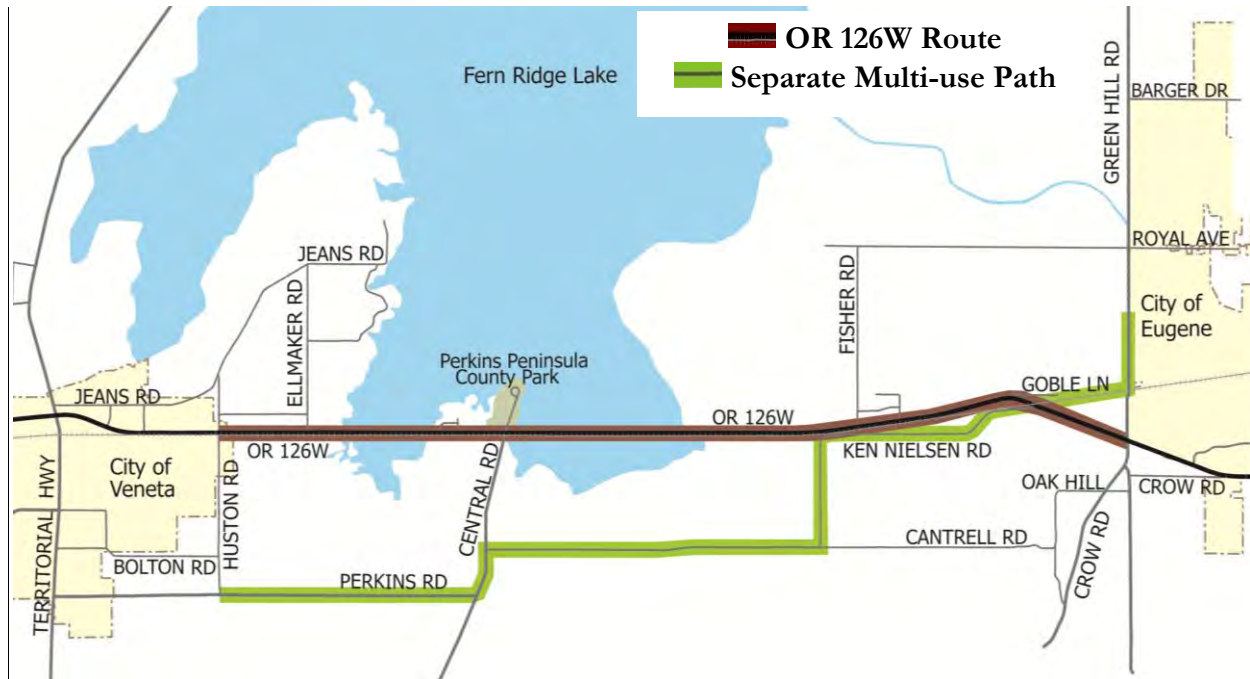 OR 126W Route
Separate Multi-use Path
Fern Ridge Lake
GREEN HILL RD
BARGER DR
ROYAL AVE
JEANS RD
ELLMAKER RD
FISHER RD
City of
Eugene
Perkins Peninsula
County Park
GOBLE LN
JEANS RD
OR 126W
OR 126W
KEN NIELSEN RD
City of
Veneta
HUSTON RD
CENTRAL RD
OAK HILL
CROW RD
TERRITORIAL HWY
BOLTON RD
CANTRELL RD
CROW RD
PERKINS RD